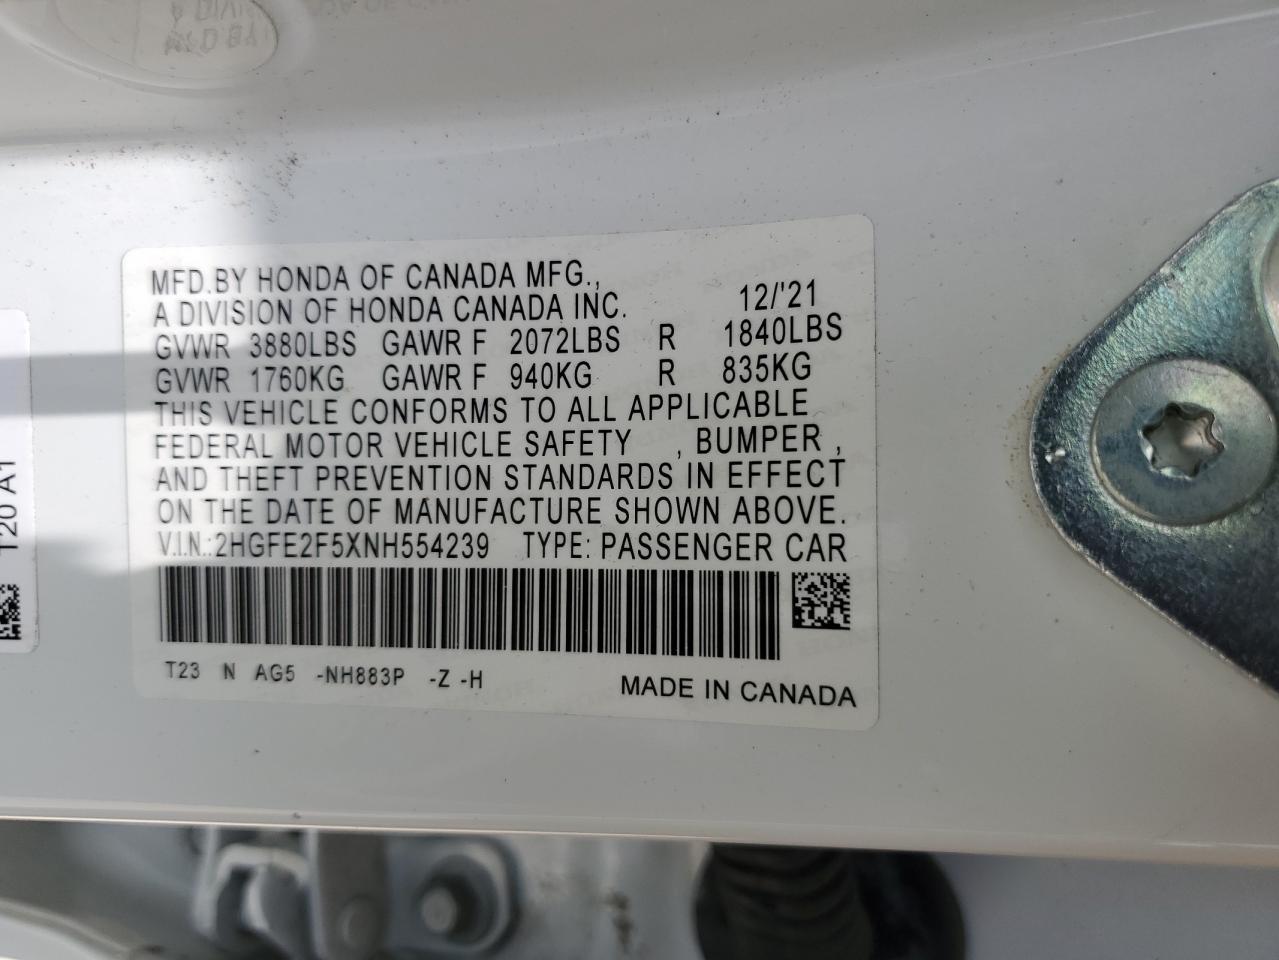 MFD.BY HONDA OF CANADA MFG.,
A DIVISION OF HONDA CANADA INC. 12/'21
GVWR 3880LBS GAWR F 2072LBS R 1840LBS
GVWR 1760KG GAWR F 940KG R 835KG
THIS VEHICLE CONFORMS TO ALL APPLICABLE
FEDERAL MOTOR VEHICLE SAFETY , BUMPER ,
AND THEFT PREVENTION STANDARDS IN EFFECT
ON THE DATE OF MANUFACTURE SHOWN ABOVE.
V.I.N.:2HGFE2F5XNH554239 TYPE: PASSENGER CAR
T23 N AG5 -NH883P -Z -H
MADE IN CANADA
T20 A1